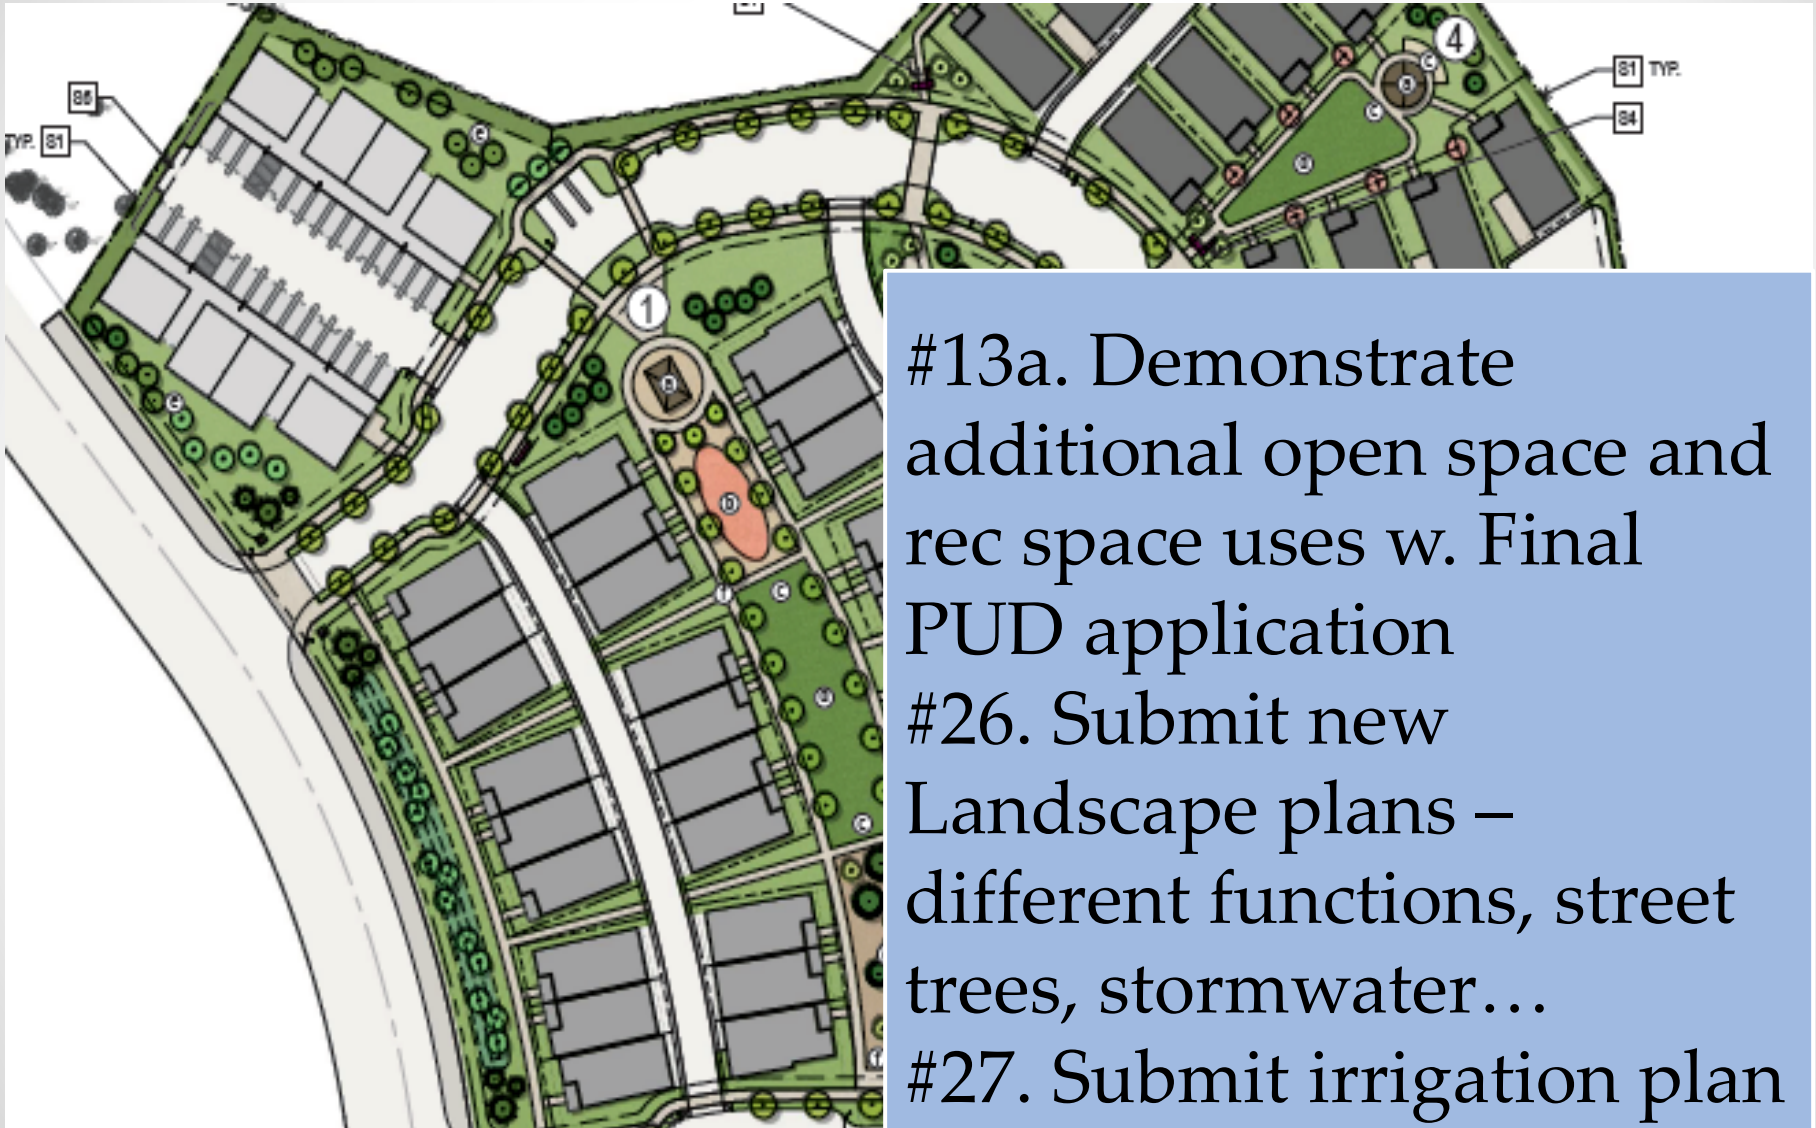 4
S1 TYP.
S6
S4
TYP. S1
1
#13a. Demonstrate
additional open space and
rec space uses w. Final
PUD application
#26. Submit new
Landscape plans –
different functions, street
trees, stormwater…
#27. Submit irrigation plan